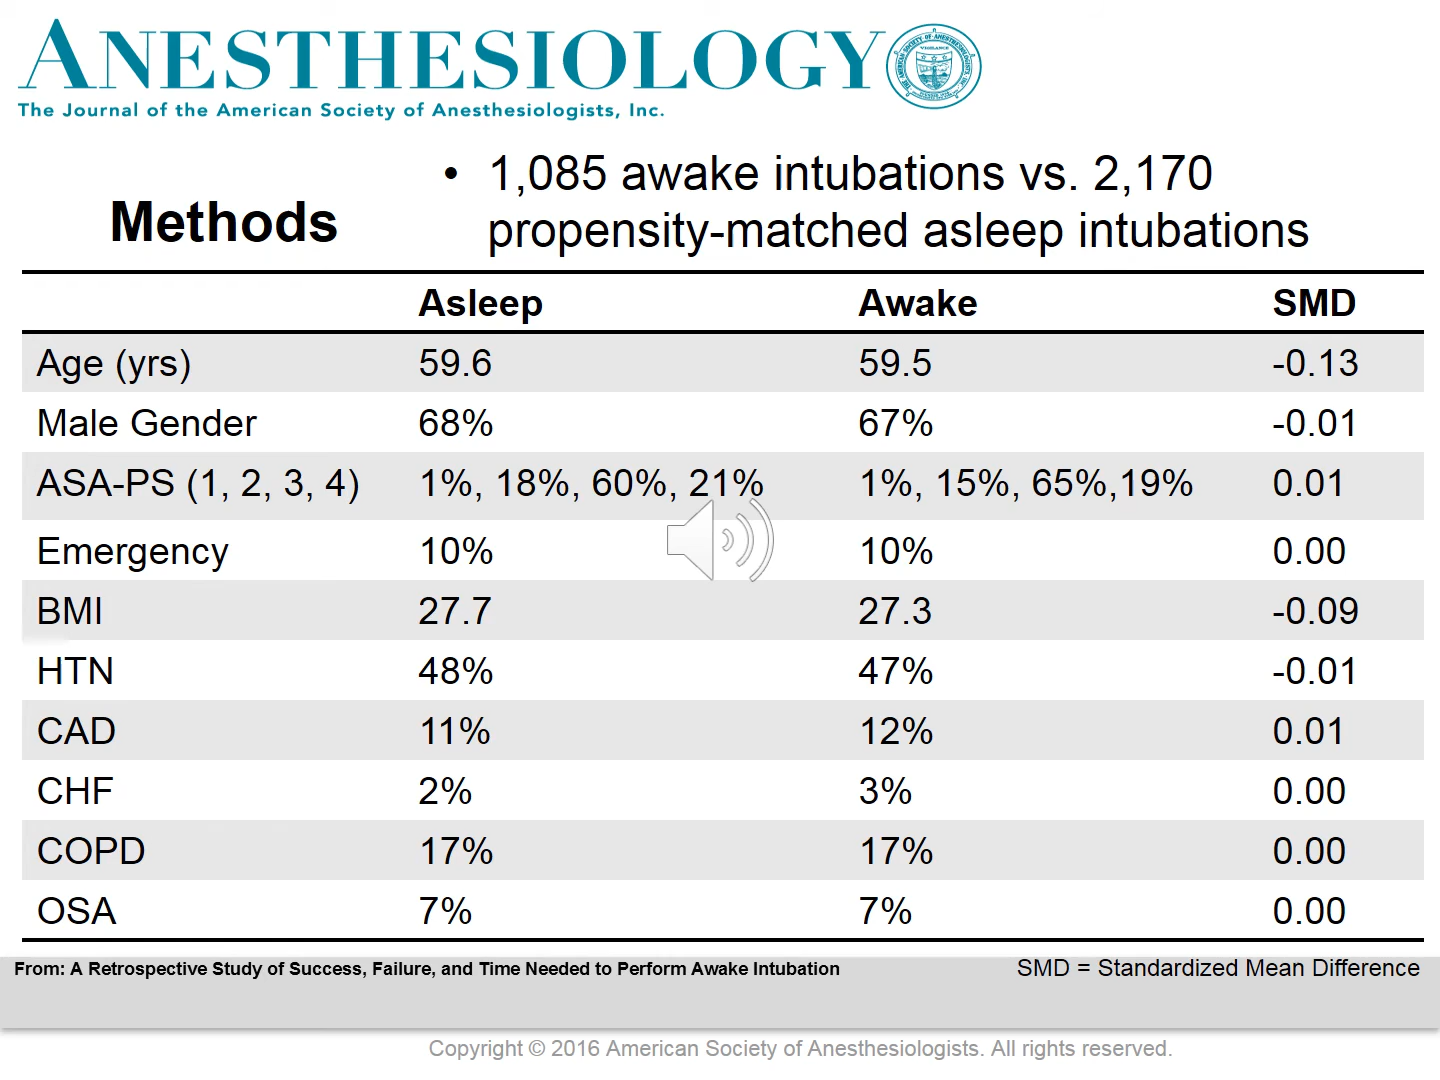 ANESTHESIOLOGY
The Journal of the American Society of Anesthesiologists, Inc.
Methods
• 1,085 awake intubations vs. 2,170
propensity-matched asleep intubations
Asleep Awake SMD
Age (yrs) 59.6 59.5 -0.13
Male Gender 68% 67% -0.01
ASA-PS (1, 2, 3, 4) 1%, 18%, 60%, 21% 1%, 15%, 65%,19% 0.01
Emergency 10% 10% 0.00
BMI 27.7 27.3 -0.09
HTN 48% 47% -0.01
CAD 11% 12% 0.01
CHF 2% 3% 0.00
COPD 17% 17% 0.00
OSA 7% 7% 0.00
From: A Retrospective Study of Success, Failure, and Time Needed to Perform Awake Intubation
SMD = Standardized Mean Difference
Copyright © 2016 American Society of Anesthesiologists. All rights reserved.